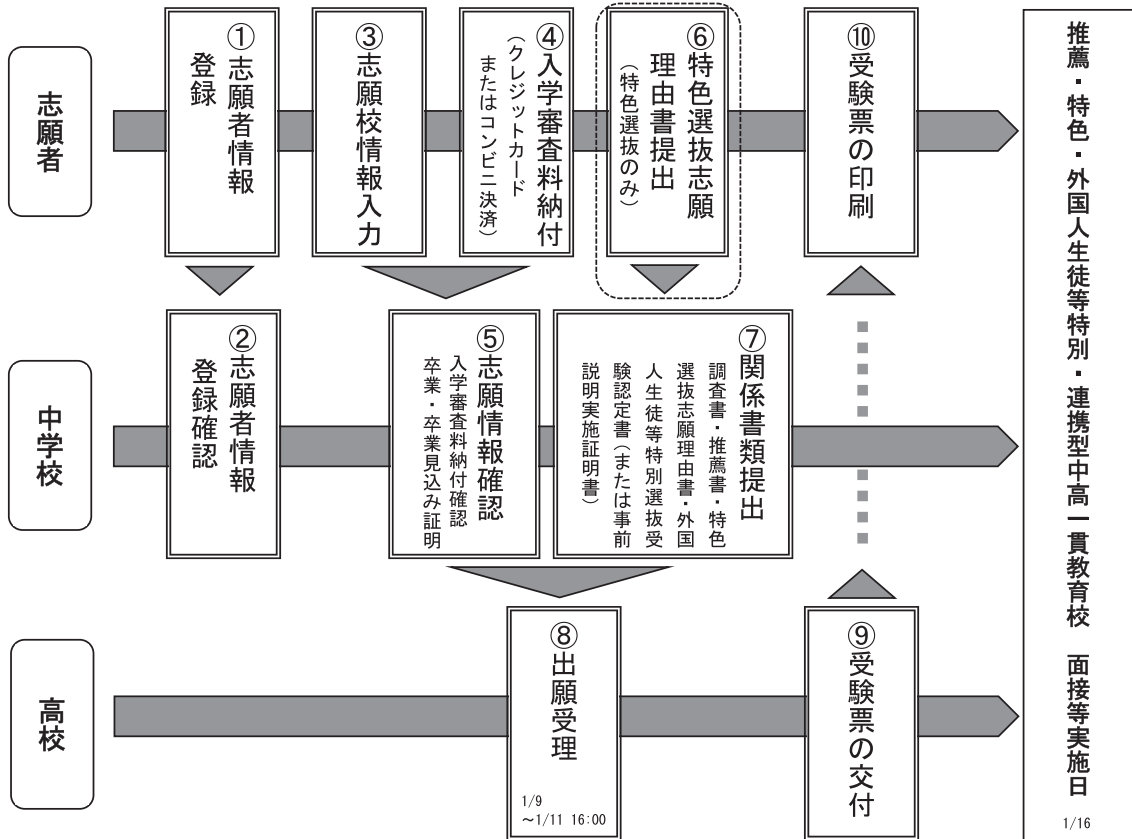 志願者
①志願者情報
登録
③志願校情報入力
④入学審査料納付
(クレジットカード
またはコンビニ決済)
⑥特色選抜志願
理由書提出
(特色選抜のみ)
⑩受験票の印刷
中学校
②志願者情報
登録確認
⑤志願情報確認
入学審査料納付確認
卒業・卒業見込み証明
⑦関係書類提出
調査書・推薦書・特色
選抜志願理由書・外国
人生徒等特別選抜受
験認定書(または事前
説明実施証明書)
高校
⑧出願受理
1/9
~1/11 16:00
⑨受験票の交付
推薦・特色・外国人生徒等特別・連携型中高一貫教育校 面接等実施日
1/16